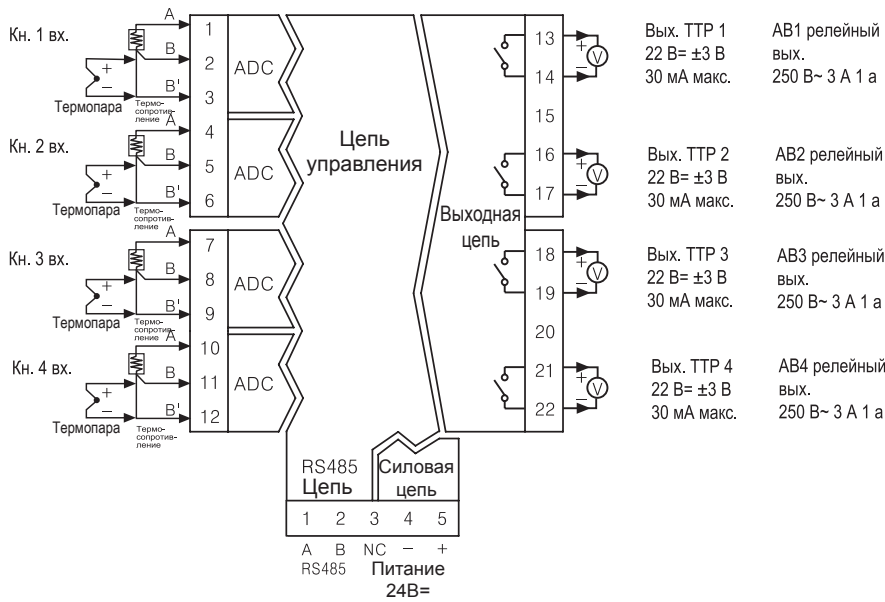 Кн. 1 вх.
A
B
B'
+
−
Термопара
Термо-
сопротив-
ление
1
2
3
ADC
Кн. 2 вх.
A
B
B'
+
−
Термопара
Термо-
сопротив-
ление
4
5
6
ADC
Кн. 3 вх.
A
B
B'
+
−
Термопара
Термо-
сопротив-
ление
7
8
9
ADC
Кн. 4 вх.
A
B
B'
+
−
Термопара
Термо-
сопротив-
ление
10
11
12
ADC
Цепь
управления
Выходная
цепь
13
14
15
16
17
18
19
20
21
22
+
−
V
Вых. ТТР 1
22 В= ±3 В
30 мА макс.
АВ1 релейный
вых.
250 В~ 3 А 1 а
+
−
V
Вых. ТТР 2
22 В= ±3 В
30 мА макс.
АВ2 релейный
вых.
250 В~ 3 А 1 а
+
−
V
Вых. ТТР 3
22 В= ±3 В
30 мА макс.
АВ3 релейный
вых.
250 В~ 3 А 1 а
+
−
V
Вых. ТТР 4
22 В= ±3 В
30 мА макс.
АВ4 релейный
вых.
250 В~ 3 А 1 а
RS485
Цепь
Силовая
цепь
1 2 3 4 5
A B NC − +
RS485
Питание
24В=